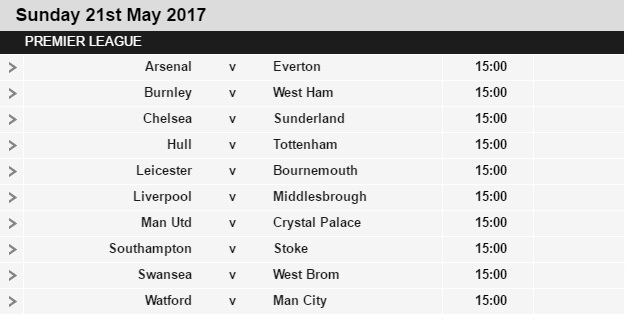 Sunday 21st May 2017
PREMIER LEAGUE
Arsenal v Everton 15:00
Burnley v West Ham 15:00
Chelsea v Sunderland 15:00
Hull v Tottenham 15:00
Leicester v Bournemouth 15:00
Liverpool v Middlesbrough 15:00
Man Utd v Crystal Palace 15:00
Southampton v Stoke 15:00
Swansea v West Brom 15:00
Watford v Man City 15:00